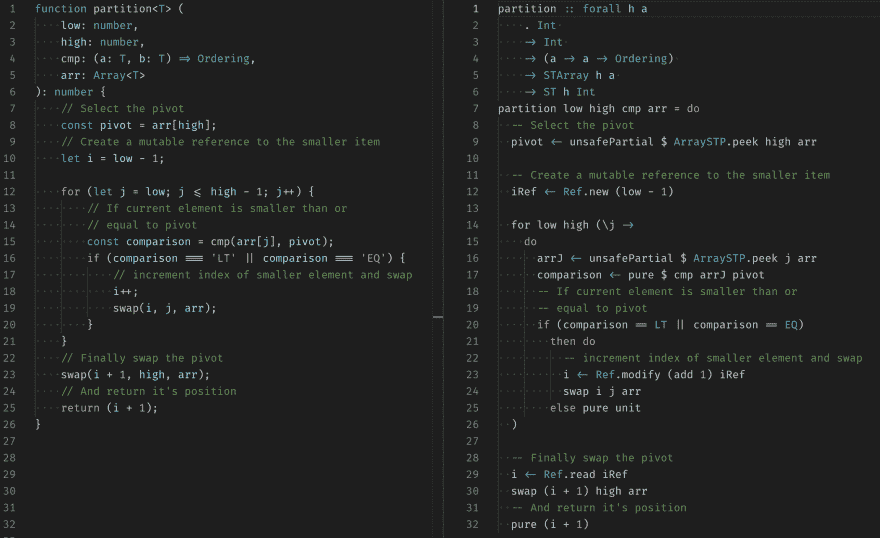 1 function partition<T> (
2 low: number,
3 high: number,
4 cmp: (a: T, b: T) => Ordering,
5 arr: Array<T>
6 ): number {
7 // Select the pivot
8 const pivot = arr[high];
9 // Create a mutable reference to the smaller item
10 let i = low - 1;
11
12 for (let j = low; j <= high - 1; j++) {
13 // If current element is smaller than or
14 // equal to pivot
15 const comparison = cmp(arr[j], pivot);
16 if (comparison === 'LT' || comparison === 'EQ') {
17 // increment index of smaller element and swap
18 i++;
19 swap(i, j, arr);
20 }
21 }
22 // Finally swap the pivot
23 swap(i + 1, high, arr);
24 // And return it's position
25 return (i + 1);
26 }
27
28
29
30
31
32
1 partition :: forall h a
2 . Int
3 -> Int
4 -> (a -> a -> Ordering)
5 -> STArray h a
6 -> ST h Int
7 partition low high cmp arr = do
8 -- Select the pivot
9 pivot <- unsafePartial $ ArraySTP.peek high arr
10
11 -- Create a mutable reference to the smaller item
12 iRef <- Ref.new (low - 1)
13
14 for low high (\j ->
15 do
16 arrJ <- unsafePartial $ ArraySTP.peek j arr
17 comparison <- pure $ cmp arrJ pivot
18 -- If current element is smaller than or
19 -- equal to pivot
20 if (comparison == LT || comparison == EQ)
21 then do
22 -- increment index of smaller element and swap
23 i <- Ref.modify (add 1) iRef
24 swap i j arr
25 else pure unit
26 )
27
28 -- Finally swap the pivot
29 i <- Ref.read iRef
30 swap (i + 1) high arr
31 -- And return it's position
32 pure (i + 1)